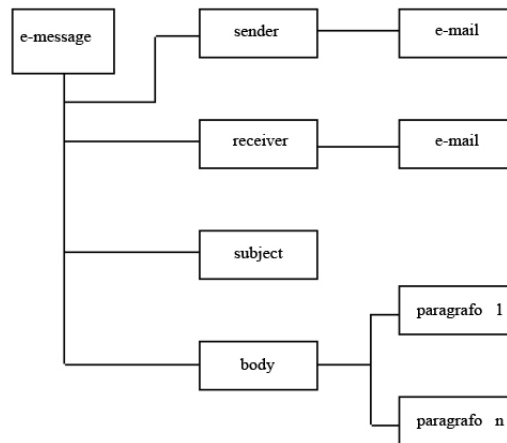 e-message
sender
e-mail
receiver
e-mail
subject
body
paragrafo 1
paragrafo n